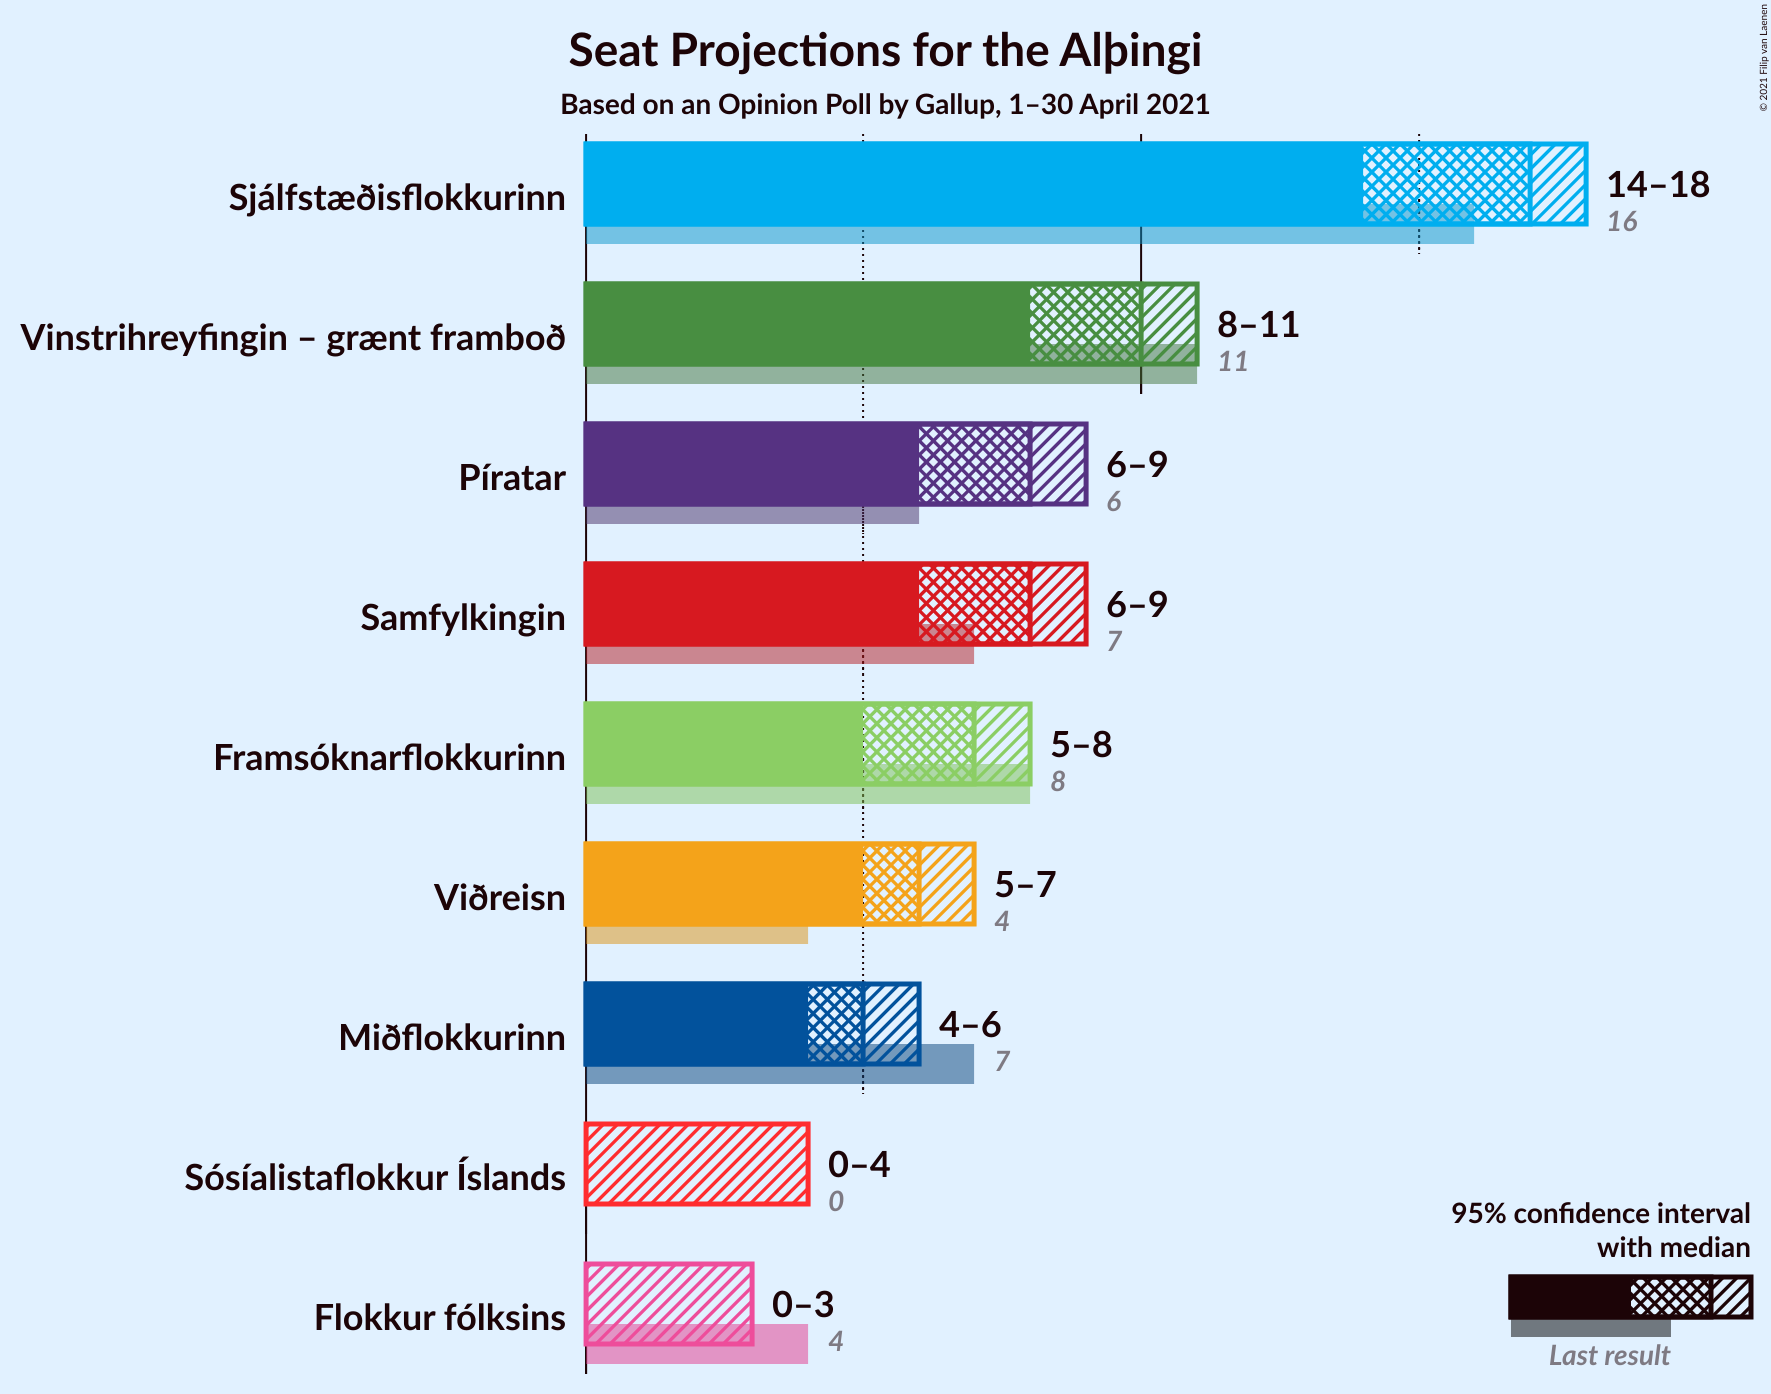 Seat Projections for the Alþingi
Based on an Opinion Poll by Gallup, 1–30 April 2021
© 2021 Filip van Laenen
Sjálfstæðisflokkurinn
14–18
16
Vinstrihreyfingin – grænt framboð
8–11
11
Píratar
6–9
6
Samfylkingin
6–9
7
Framsóknarflokkurinn
5–8
8
Viðreisn
5–7
4
Miðflokkurinn
4–6
7
Sósíalistaflokkur Íslands
0–4
0
Flokkur fólksins
0–3
4
95% confidence interval
with median
Last result